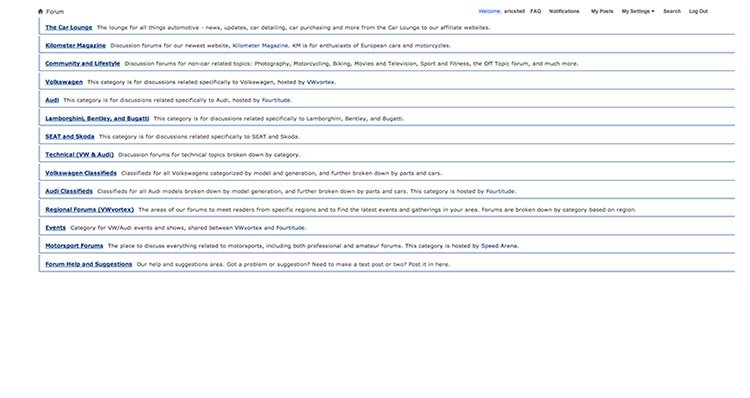 Forum Welcome, ericshell FAQ Notifications My Posts My Settings Search Log Out
The Car Lounge The lounge for all things automotive - news, updates, car detailing, car purchasing and more from the Car Lounge to our affiliate websites.
Kilometer Magazine Discussion forums for our newest website, Kilometer Magazine. KM is for enthusiasts of European cars and motorcycles.
Community and Lifestyle Discussion forums for non-car related topics: Photography, Motorcycling, Biking, Movies and Television, Sport and Fitness, the Off Topic forum, and much more.
Volkswagen This category is for discussions related specifically to Volkswagen, hosted by VWvortex.
Audi This category is for discussions related specifically to Audi, hosted by Fourtitude.
Lamborghini, Bentley, and Bugatti This category is for discussions related specifically to Lamborghini, Bentley, and Bugatti.
SEAT and Skoda This category is for discussions related specifically to SEAT and Skoda.
Technical (VW & Audi) Discussion forums for technical topics broken down by category.
Volkswagen Classifieds Classifieds for all Volkswagens categorized by model and generation, and further broken down by parts and cars.
Audi Classifieds Classifieds for all Audi models broken down by model generation, and further broken down by parts and cars. This category is hosted by Fourtitude.
Regional Forums (VWvortex) The areas of our forums to meet readers from specific regions and to find the latest events and gatherings in your area. Forums are broken down by category based on region.
Events Category for VW/Audi events and shows, shared between VWvortex and Fourtitude.
Motorsport Forums The place to discuss everything related to motorsports, including both professional and amateur forums. This category is hosted by Speed Arena.
Forum Help and Suggestions Our help and suggestions area. Got a problem or suggestion? Need to make a test post or two? Post it in here.